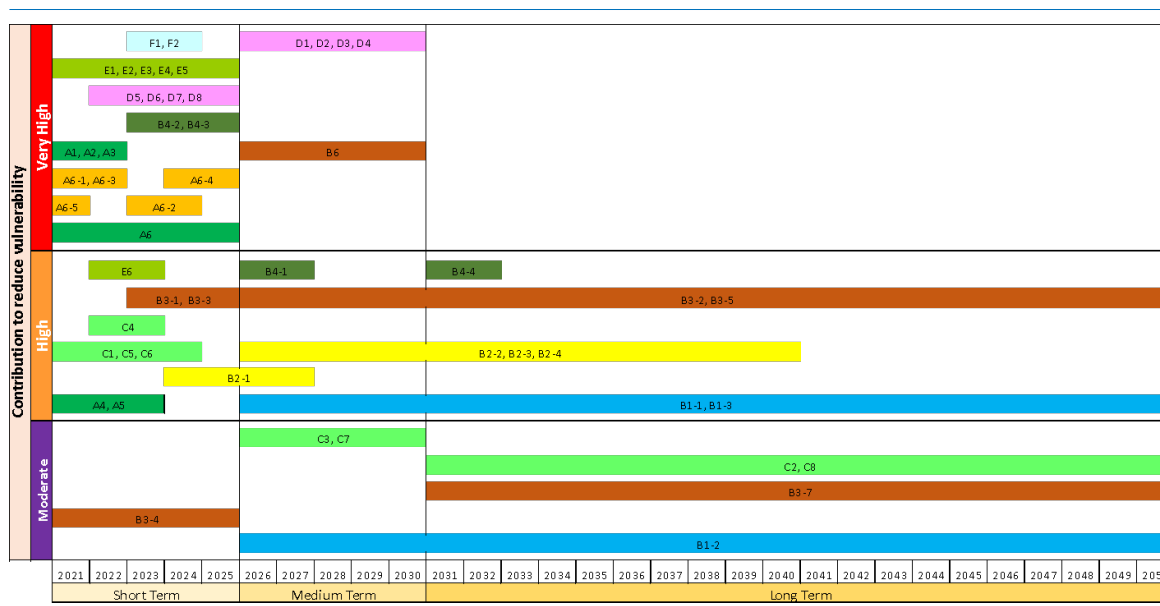 Contribution to reduce vulnerability
Very High
F1, F2
D1, D2, D3, D4
E1, E2, E3, E4, E5
D5, D6, D7, D8
B4-2, B4-3
A1, A2, A3
B6
A6-1, A6-3
A6-4
A6-5
A6-2
A6
High
E6
B4-1
B4-4
B3-1, B3-3
B3-2, B3-5
C4
C1, C5, C6
B2-2, B2-3, B2-4
B2-1
A4, A5
B1-1, B1-3
Moderate
C3, C7
C2, C8
B3-7
B3-4
B1-2
2021 2022 2023 2024 2025 2026 2027 2028 2029 2030 2031 2032 2033 2034 2035 2036 2037 2038 2039 2040 2041 2042 2043 2044 2045 2046 2047 2048 2049
Short Term
Medium Term
Long Term